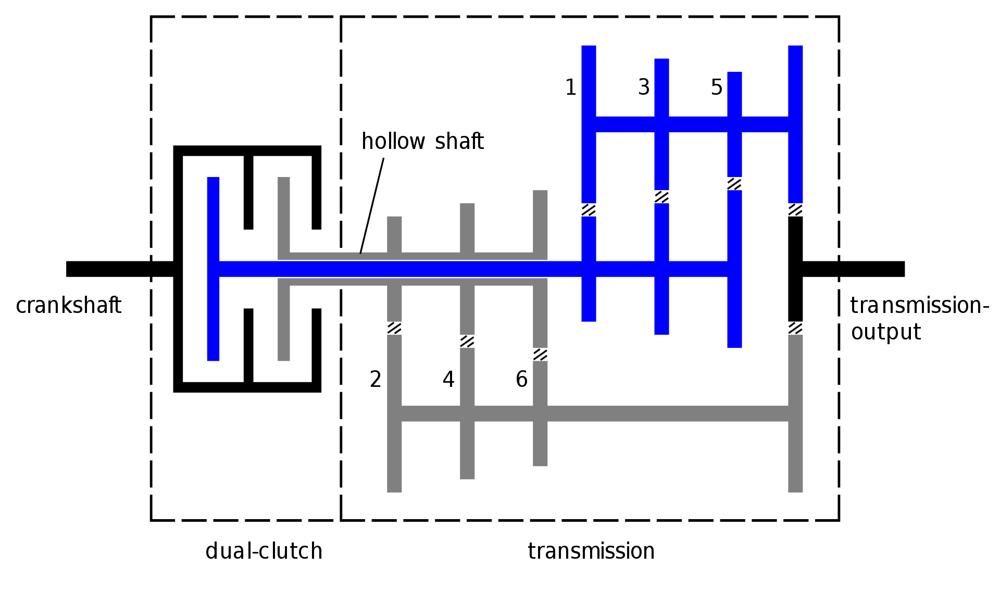 1 3 5
hollow shaft
crankshaft
transmission-
output
2 4 6
dual-clutch
transmission